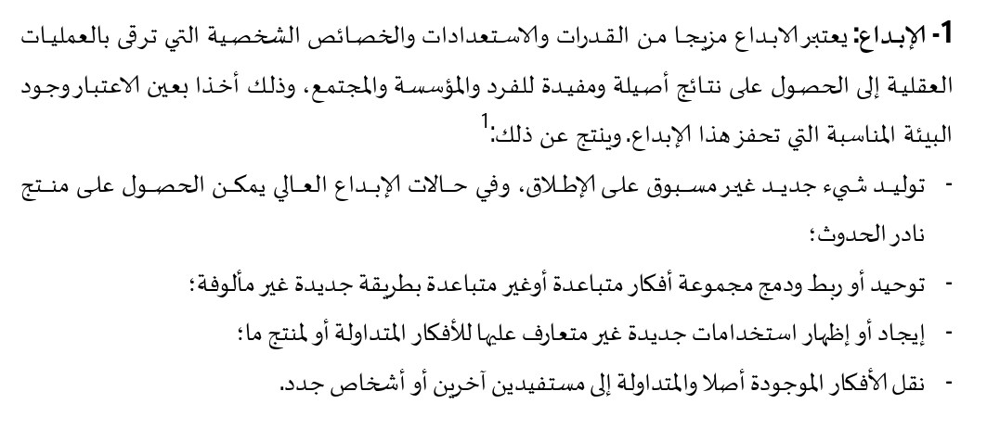 1- الإبداع: يعتبر الابداع مزيجا من القدرات والاستعدادات والخصائص الشخصية التي ترقى بالعمليات
العقلية إلى الحصول على نتائج أصيلة ومفيدة للفرد والمؤسسة والمجتمع، وذلك أخذا بعين الاعتبار وجود
البيئة المناسبة التي تحفز هذا الإبداع. وينتج عن ذلك:1
- توليد شيء جديد غير مسبوق على الإطلاق، وفي حالات الإبداع العالي يمكن الحصول على منتج
نادر الحدوث؛
- توحيد أو ربط ودمج مجموعة أفكار متباعدة أوغير متباعدة بطريقة جديدة غير مألوفة؛
- إيجاد أو إظهار استخدامات جديدة غير متعارف عليها للأفكار المتداولة أو لمنتج ما؛
- نقل الأفكار الموجودة أصلا والمتداولة إلى مستفيدين آخرين أو أشخاص جدد.